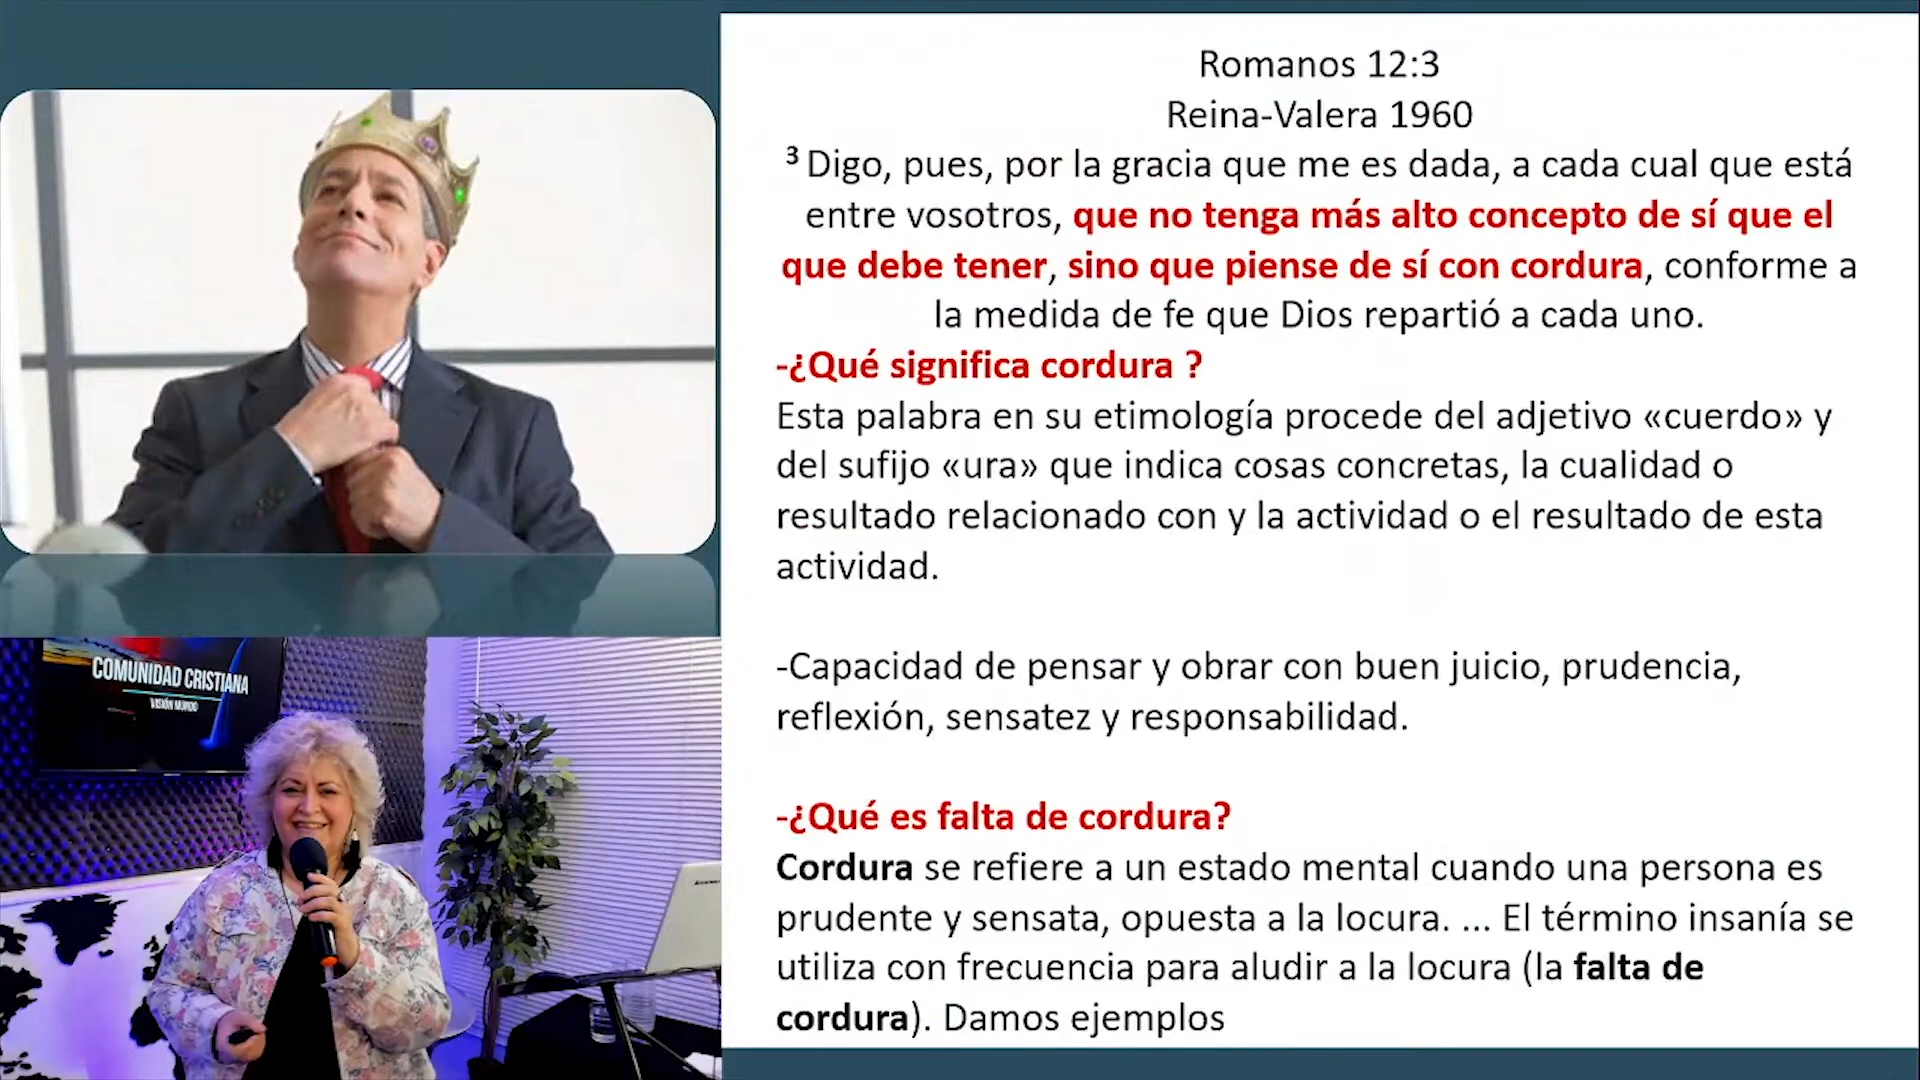 Romanos 12:3
Reina-Valera 1960
3 Digo, pues, por la gracia que me es dada, a cada cual que está
entre vosotros, que no tenga más alto concepto de sí que el
que debe tener, sino que piense de sí con cordura, conforme a
la medida de fe que Dios repartió a cada uno.
-¿Qué significa cordura ?
Esta palabra en su etimología procede del adjetivo «cuerdo» y
del sufijo «ura» que indica cosas concretas, la cualidad o
resultado relacionado con y la actividad o el resultado de esta
actividad.
-Capacidad de pensar y obrar con buen juicio, prudencia,
reflexión, sensatez y responsabilidad.
-¿Qué es falta de cordura?
Cordura se refiere a un estado mental cuando una persona es
prudente y sensata, opuesta a la locura. ... El término insanía se
utiliza con frecuencia para aludir a la locura (la falta de
cordura). Damos ejemplos
COMUNIDAD CRISTIANA
VISIÓN MUNDO